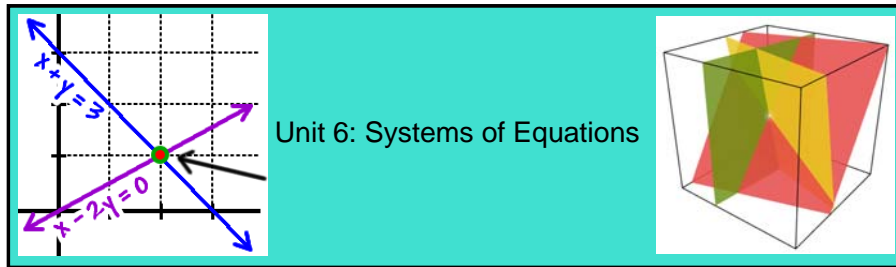 x+y=3
Unit 6: Systems of Equations
x-2y=0